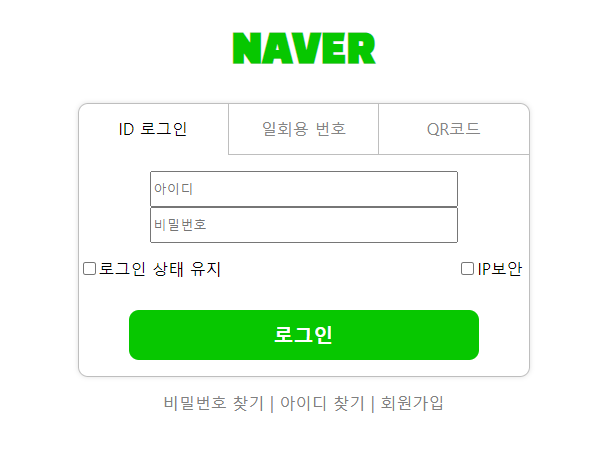 NAVER
ID 로그인 일회용 번호 QR코드
아이디
비밀번호
로그인 상태 유지 IP보안
로그인
비밀번호 찾기 | 아이디 찾기 | 회원가입